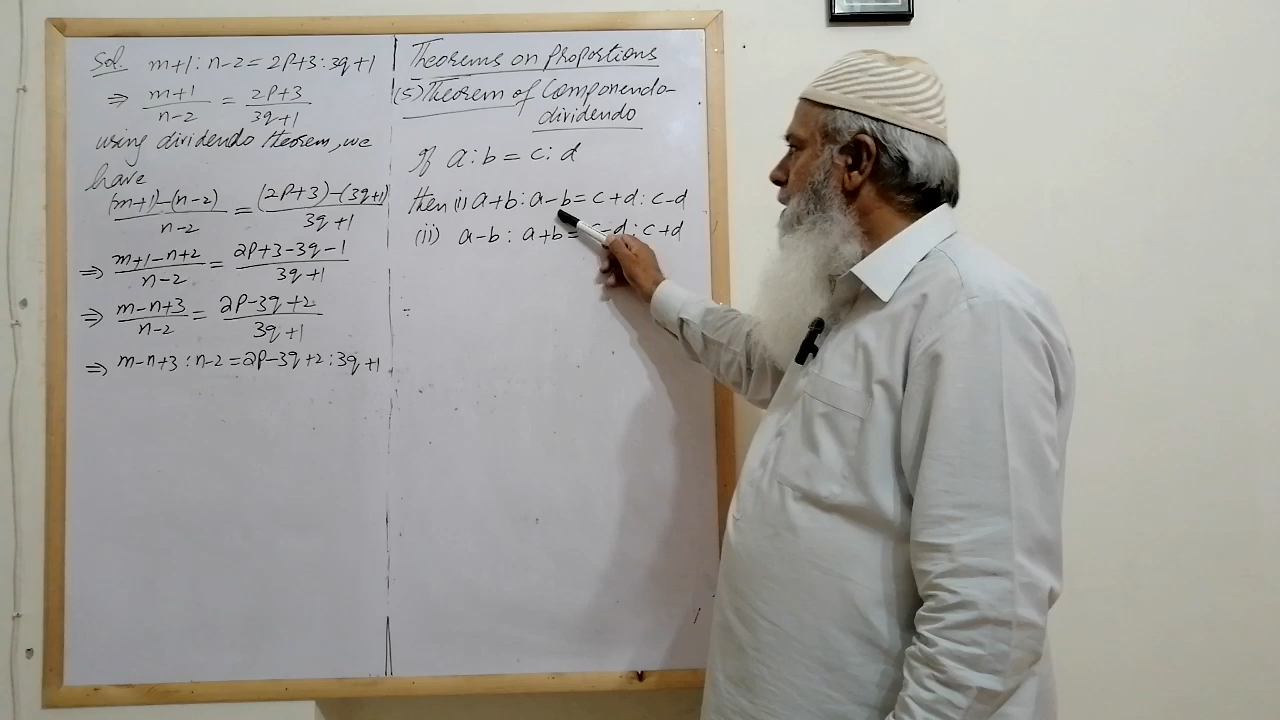 Sol. m+1 : n-2 = 2p+3 : 3q+1
⇒ (m+1)/(n-2) = (2p+3)/(3q+1)
using dividendo theorem, we
have
((m+1)-(n-2))/(n-2) = ((2p+3)-(3q+1))/(3q+1)
⇒ (m+1-n+2)/(n-2) = (2p+3-3q-1)/(3q+1)
⇒ (m-n+3)/(n-2) = (2p-3q+2)/(3q+1)
⇒ m-n+3 : n-2 = 2p-3q+2 : 3q+1
Theorems on Proportions
(5) Theorem of Componendo-
dividendo
If a : b = c : d
then (i) a+b : a-b = c+d : c-d
(ii) a-b : a+b = c-d : c+d